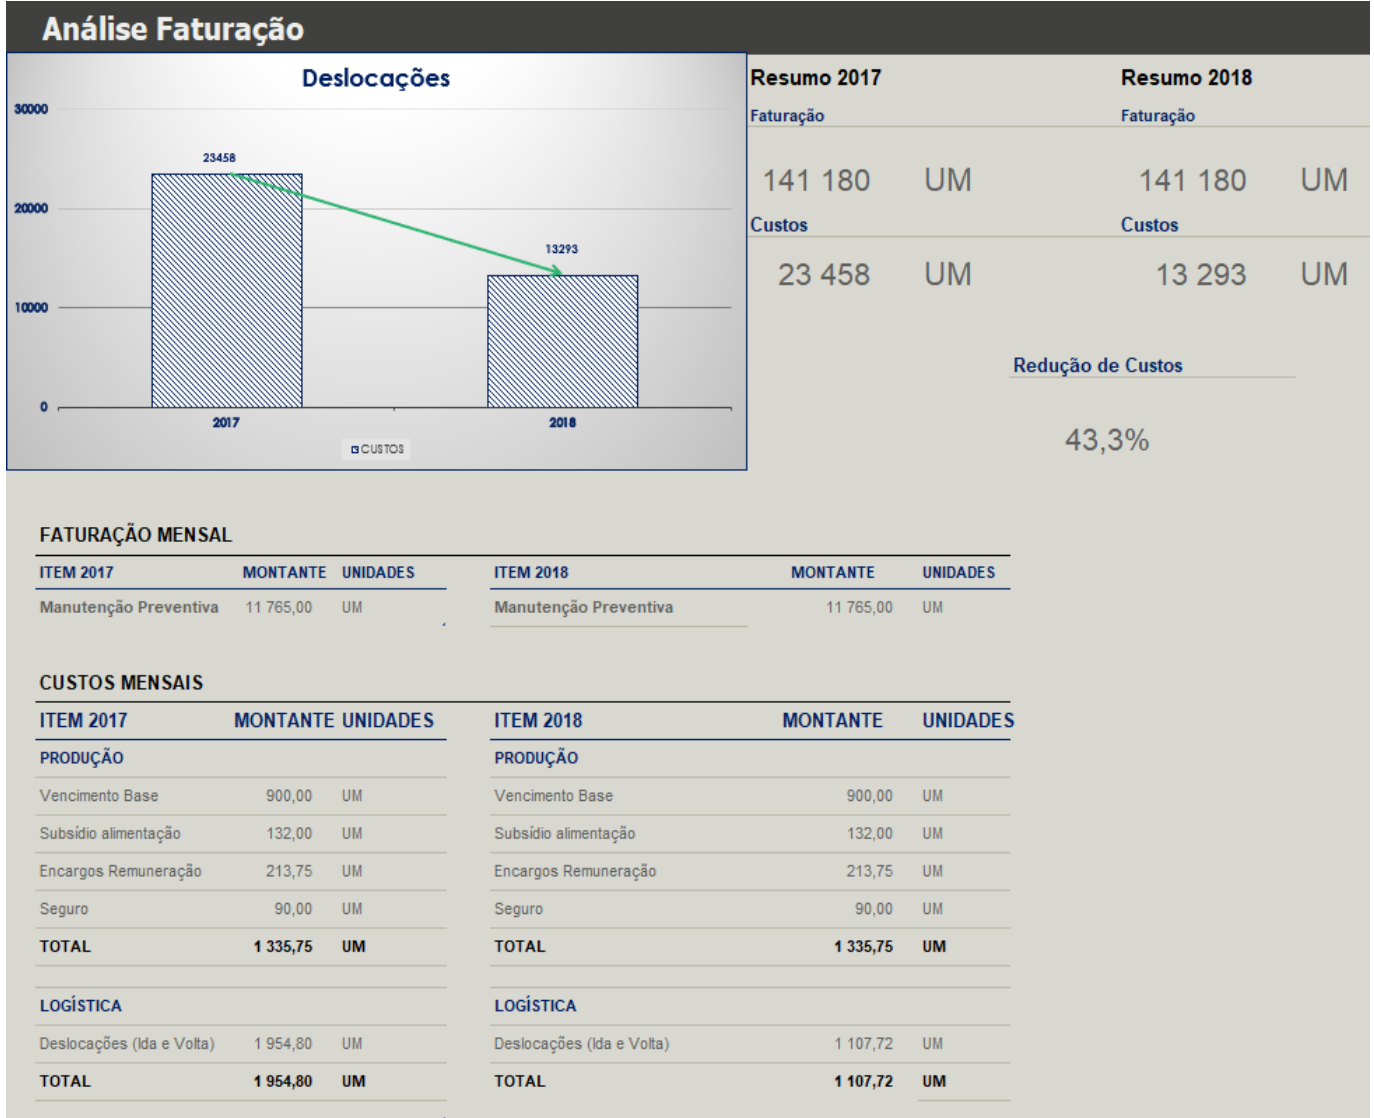 Análise Faturação
Deslocações
30000
20000
10000
0
23458
13293
2017
2018
CUSTOS
Resumo 2017
Faturação
141 180 UM
Custos
23 458 UM
Resumo 2018
Faturação
141 180 UM
Custos
13 293 UM
Redução de Custos
43,3%
FATURAÇÃO MENSAL
ITEM 2017 MONTANTE UNIDADES ITEM 2018 MONTANTE UNIDADES
Manutenção Preventiva 11 765,00 UM Manutenção Preventiva 11 765,00 UM
CUSTOS MENSAIS
ITEM 2017 MONTANTE UNIDADES ITEM 2018 MONTANTE UNIDADES
PRODUÇÃO PRODUÇÃO
Vencimento Base 900,00 UM Vencimento Base 900,00 UM
Subsídio alimentação 132,00 UM Subsídio alimentação 132,00 UM
Encargos Remuneração 213,75 UM Encargos Remuneração 213,75 UM
Seguro 90,00 UM Seguro 90,00 UM
TOTAL 1 335,75 UM TOTAL 1 335,75 UM
LOGÍSTICA LOGÍSTICA
Deslocações (Ida e Volta) 1 954,80 UM Deslocações (Ida e Volta) 1 107,72 UM
TOTAL 1 954,80 UM TOTAL 1 107,72 UM